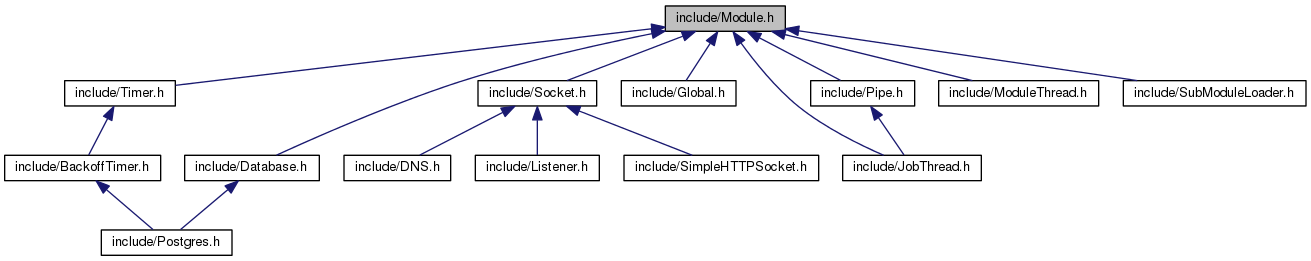 include/Module.h
include/Timer.h
include/Socket.h
include/Global.h
include/Pipe.h
include/ModuleThread.h
include/SubModuleLoader.h
include/BackoffTimer.h
include/Database.h
include/DNS.h
include/Listener.h
include/SimpleHTTPSocket.h
include/JobThread.h
include/Postgres.h